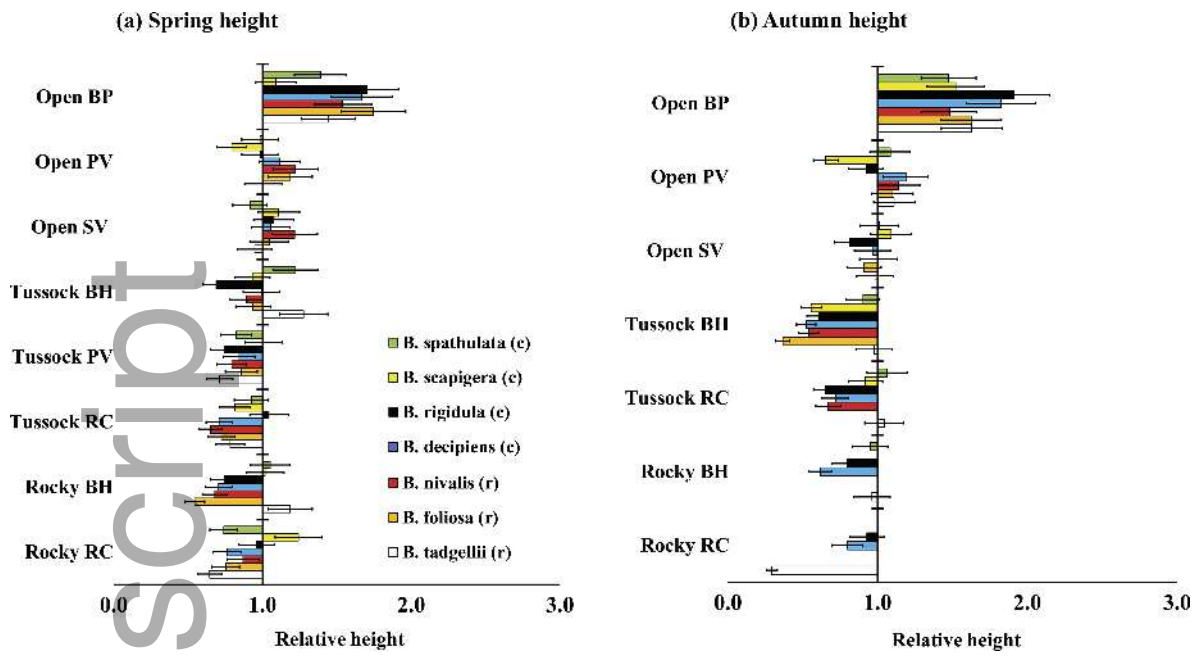 (a) Spring height
Open BP
Open PV
Open SV
Tussock BH
Tussock PV
Tussock RC
Rocky BH
Rocky RC
B. spathulata (c)
B. scapigera (c)
B. rigidula (c)
B. decipiens (c)
B. nivalis (r)
B. foliosa (r)
B. tadgellii (r)
0.0 1.0 2.0 3.0
Relative height
(b) Autumn height
Open BP
Open PV
Open SV
Tussock BH
Tussock RC
Rocky BH
Rocky RC
0.0 1.0 2.0 3.0
Relative height
script